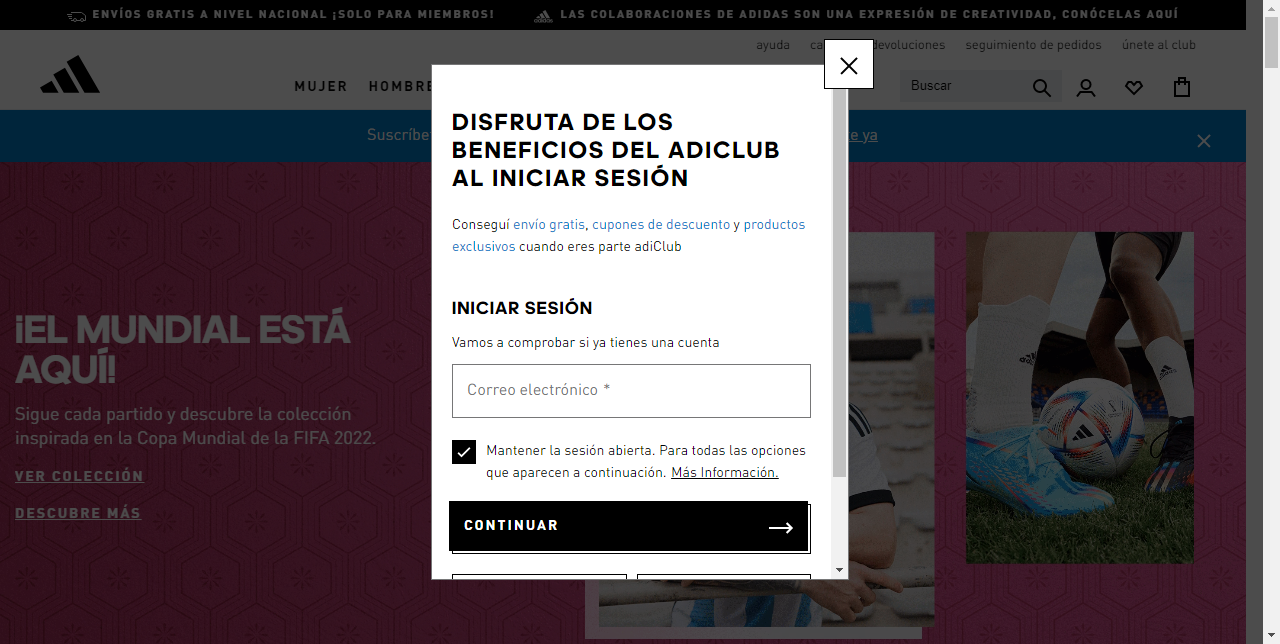 ENVÍOS GRATIS A NIVEL NACIONAL ¡SOLO PARA MIEMBROS!
LAS COLABORACIONES DE ADIDAS SON UNA EXPRESIÓN DE CREATIVIDAD, CONÓCELAS AQUÍ
ayuda
devoluciones
seguimiento de pedidos
únete al club
MUJER
HOMBRE
Buscar
Suscríbe
te ya
DISFRUTA DE LOS
BENEFICIOS DEL ADICLUB
AL INICIAR SESIÓN
Conseguí envío gratis, cupones de descuento y productos
exclusivos cuando eres parte adiClub
INICIAR SESIÓN
Vamos a comprobar si ya tienes una cuenta
Correo electrónico *
Mantener la sesión abierta. Para todas las opciones
que aparecen a continuación. Más Información.
CONTINUAR
¡EL MUNDIAL ESTÁ
AQUÍ!
Sigue cada partido y descubre la colección
inspirada en la Copa Mundial de la FIFA 2022.
VER COLECCIÓN
DESCUBRE MÁS